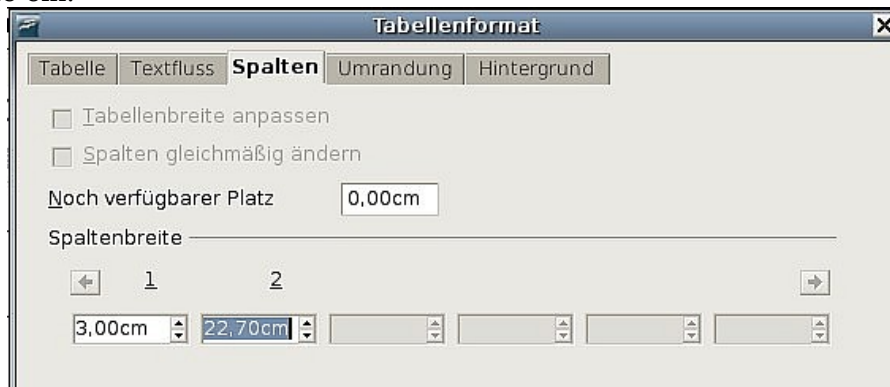 cm.
Tabellenformat
Tabelle Textfluss Spalten Umrandung Hintergrund
Tabellenbreite anpassen
Spalten gleichmäßig ändern
Noch verfügbarer Platz 0,00cm
Spaltenbreite
1 2
3,00cm 22,70cm